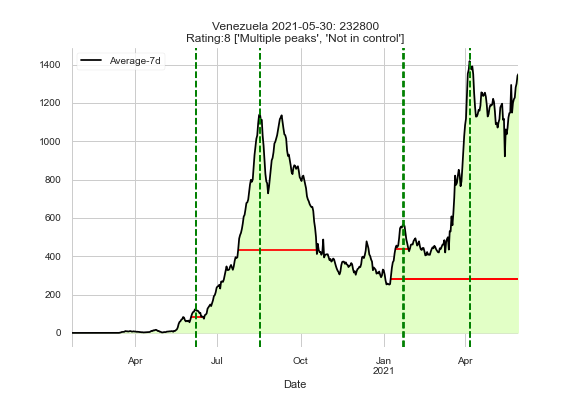 Venezuela 2021-05-30: 232800
Rating:8 ['Multiple peaks', 'Not in control']
Average-7d
1400
1200
1000
800
600
400
200
0
Apr
Jul
Oct
Jan
2021
Apr
Date